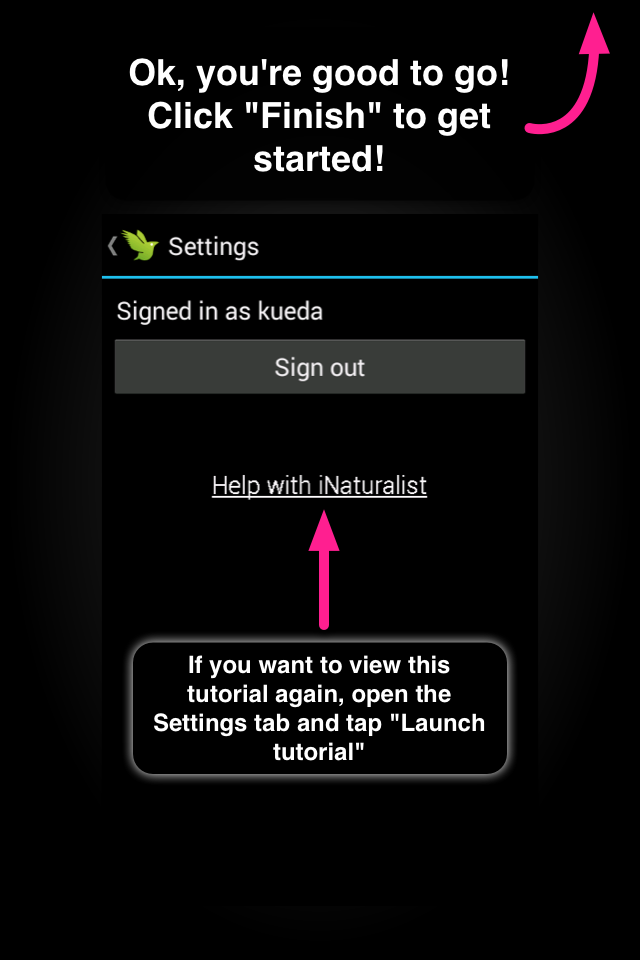 Ok, you're good to go!
Click "Finish" to get
started!
Settings
Signed in as kueda
Sign out
Help with iNaturalist
If you want to view this
tutorial again, open the
Settings tab and tap "Launch
tutorial"